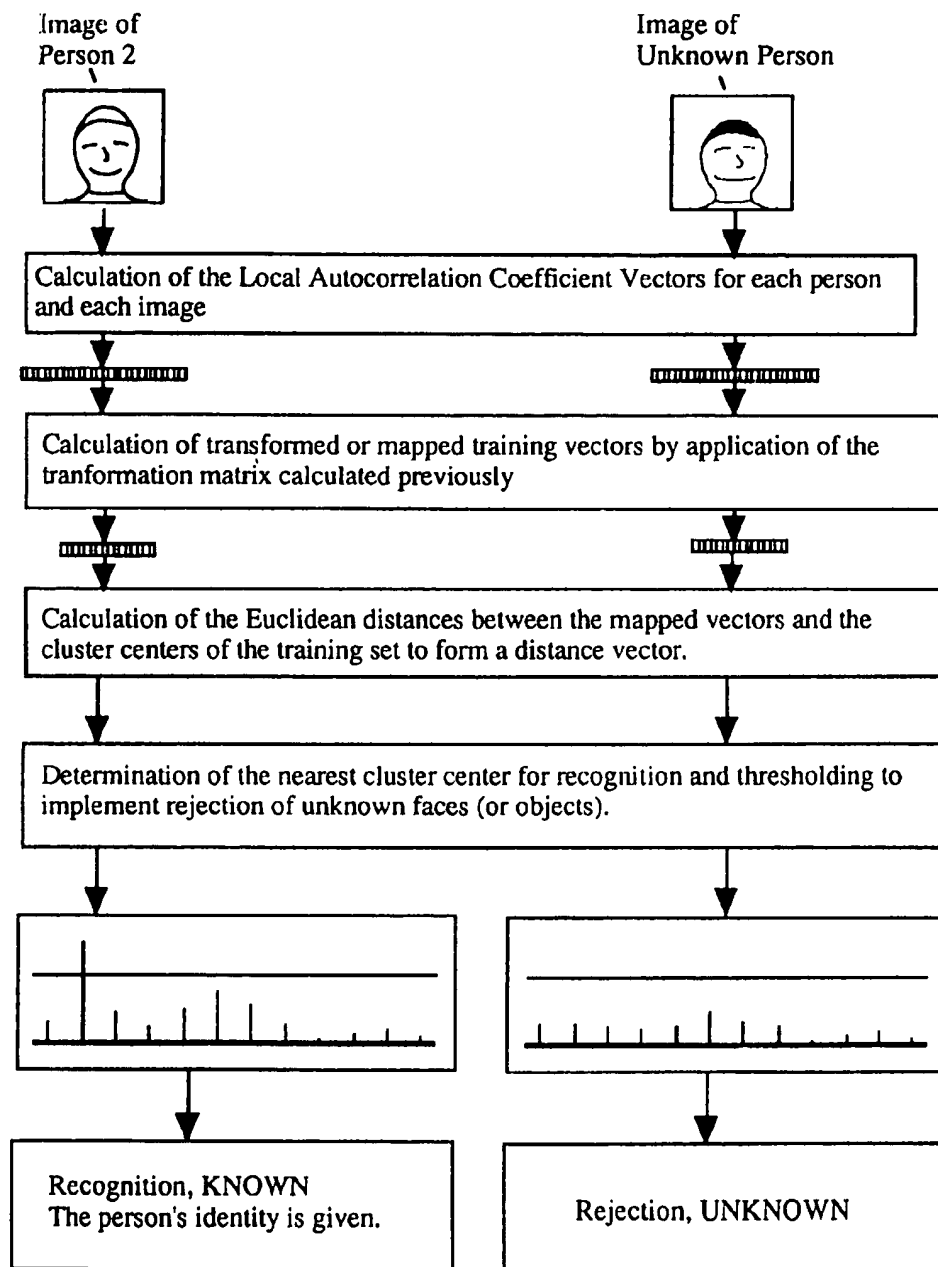 Image of
Person 2
Image of
Unknown Person
Calculation of the Local Autocorrelation Coefficient Vectors for each person
and each image
Calculation of transformed or mapped training vectors by application of the
tranformation matrix calculated previously
Calculation of the Euclidean distances between the mapped vectors and the
cluster centers of the training set to form a distance vector.
Determination of the nearest cluster center for recognition and thresholding to
implement rejection of unknown faces (or objects).
Recognition, KNOWN
The person's identity is given.
Rejection, UNKNOWN